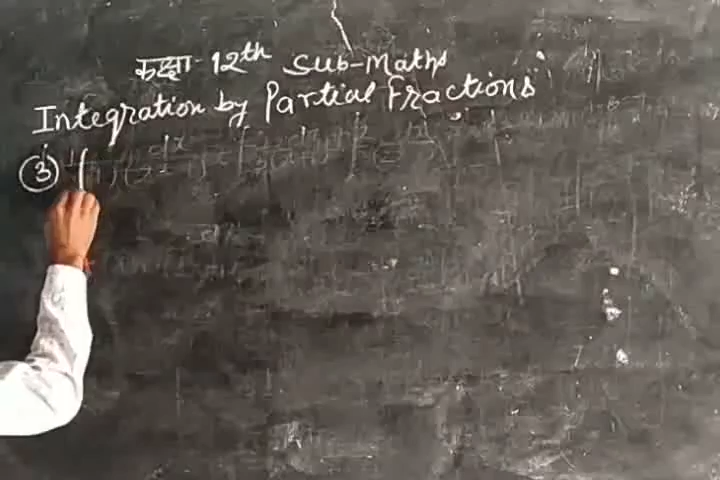 कक्षा - 12th Sub-Maths
Integration by Partial Fractions
3 ∫